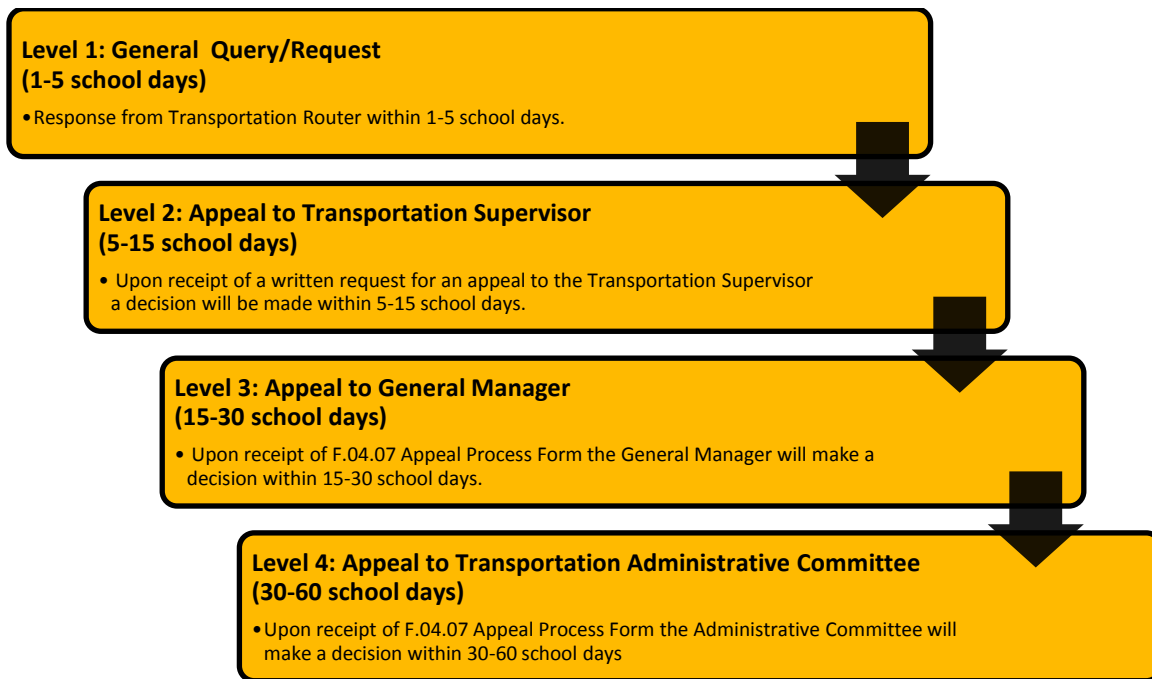 Level 1: General  Query/Request
(1-5 school days)
•Response from Transportation Router within 1-5 school days.
Level 2: Appeal to Transportation Supervisor
(5-15 school days)
• Upon receipt of a written request for an appeal to the Transportation Supervisor
a decision will be made within 5-15 school days.
Level 3: Appeal to General Manager
(15-30 school days)
• Upon receipt of F.04.07 Appeal Process Form the General Manager will make a
decision within 15-30 school days.
Level 4: Appeal to Transportation Administrative Committee
(30-60 school days)
•Upon receipt of F.04.07 Appeal Process Form the Administrative Committee will
make a decision within 30-60 school days